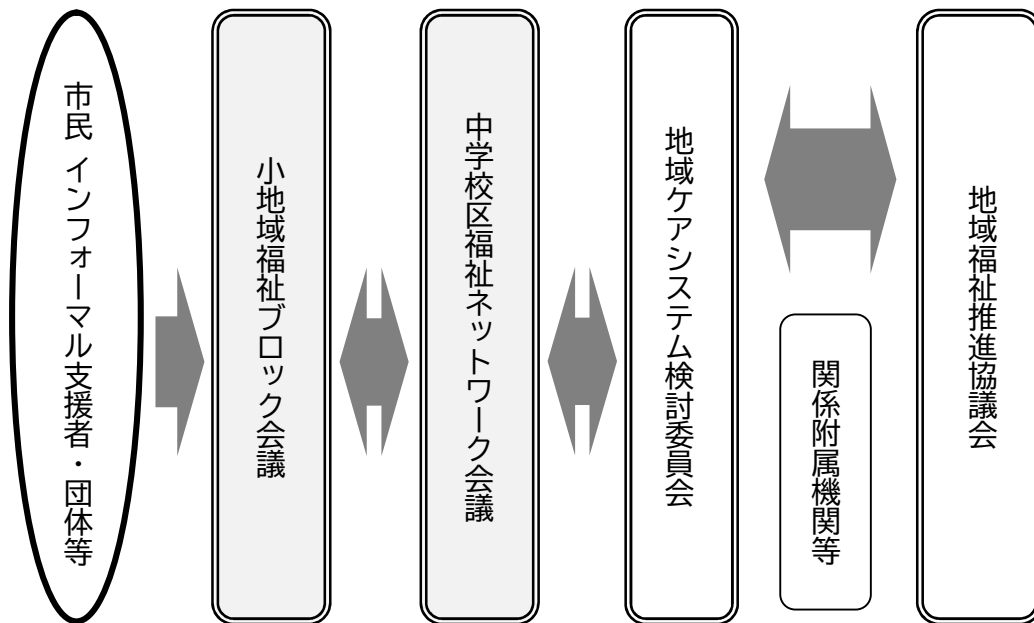 市民 インフォーマル支援者・団体等
小地域福祉ブロック会議
中学校区福祉ネットワーク会議
地域ケアシステム検討委員会
関係附属機関等
地域福祉推進協議会